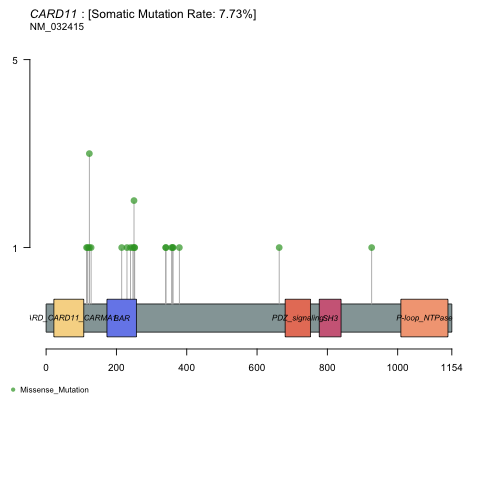 CARD11 : [Somatic Mutation Rate: 7.73%]
NM_032415
5
1
RD_CARD11_CARMA1
BAR
PDZ_signaling
SH3
P-loop_NTPase
0
200
400
600
800
1000
1154
Missense_Mutation